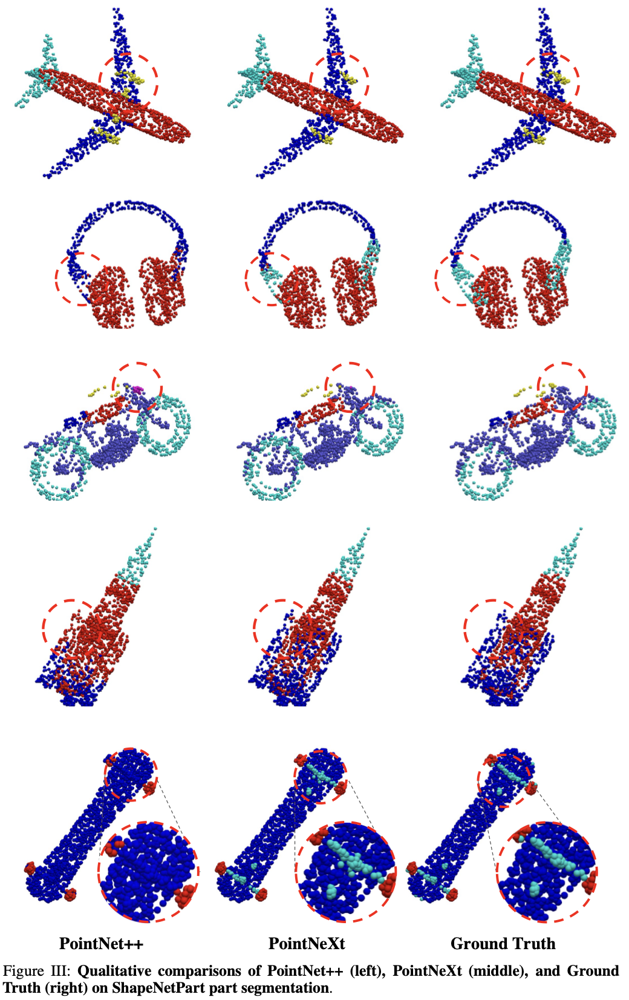 PointNet++
PointNeXt
Ground Truth
Figure III: Qualitative comparisons of PointNet++ (left), PointNeXt (middle), and Ground
Truth (right) on ShapeNetPart part segmentation.